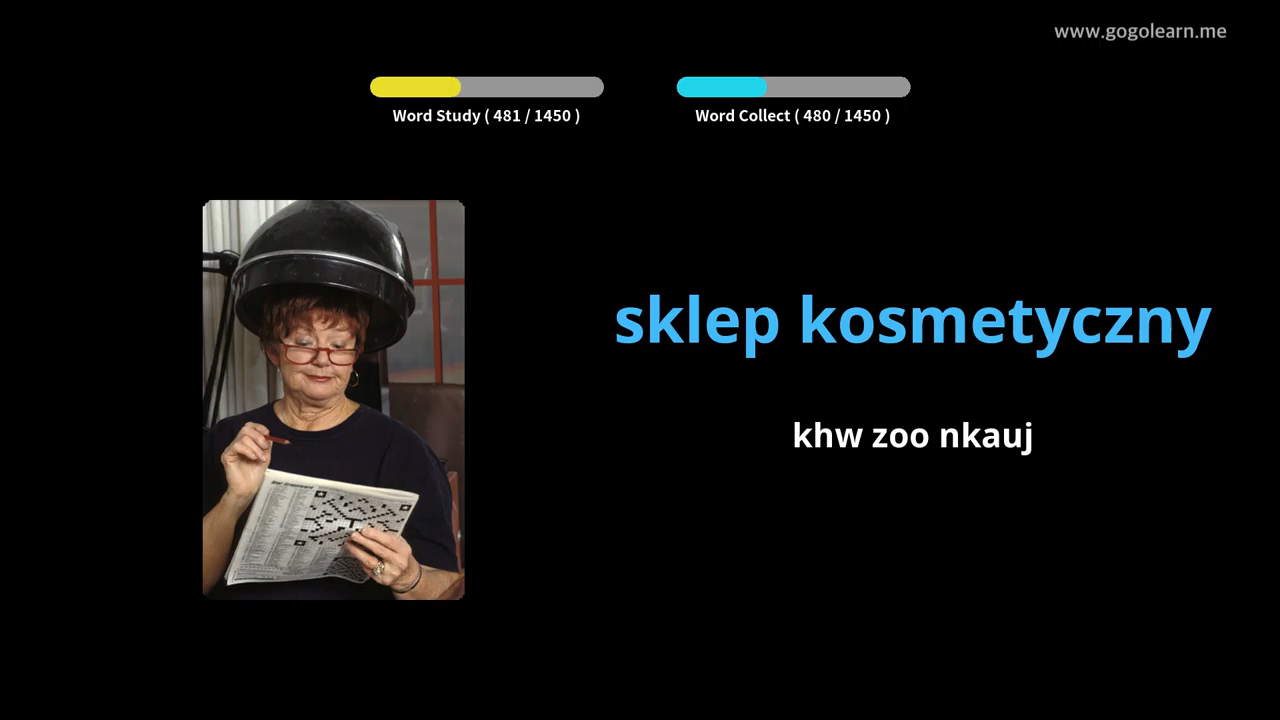 www.gogolearn.me
Word Study ( 481 / 1450 )
Word Collect ( 480 / 1450 )
sklep kosmetyczny
khw zoo nkauj